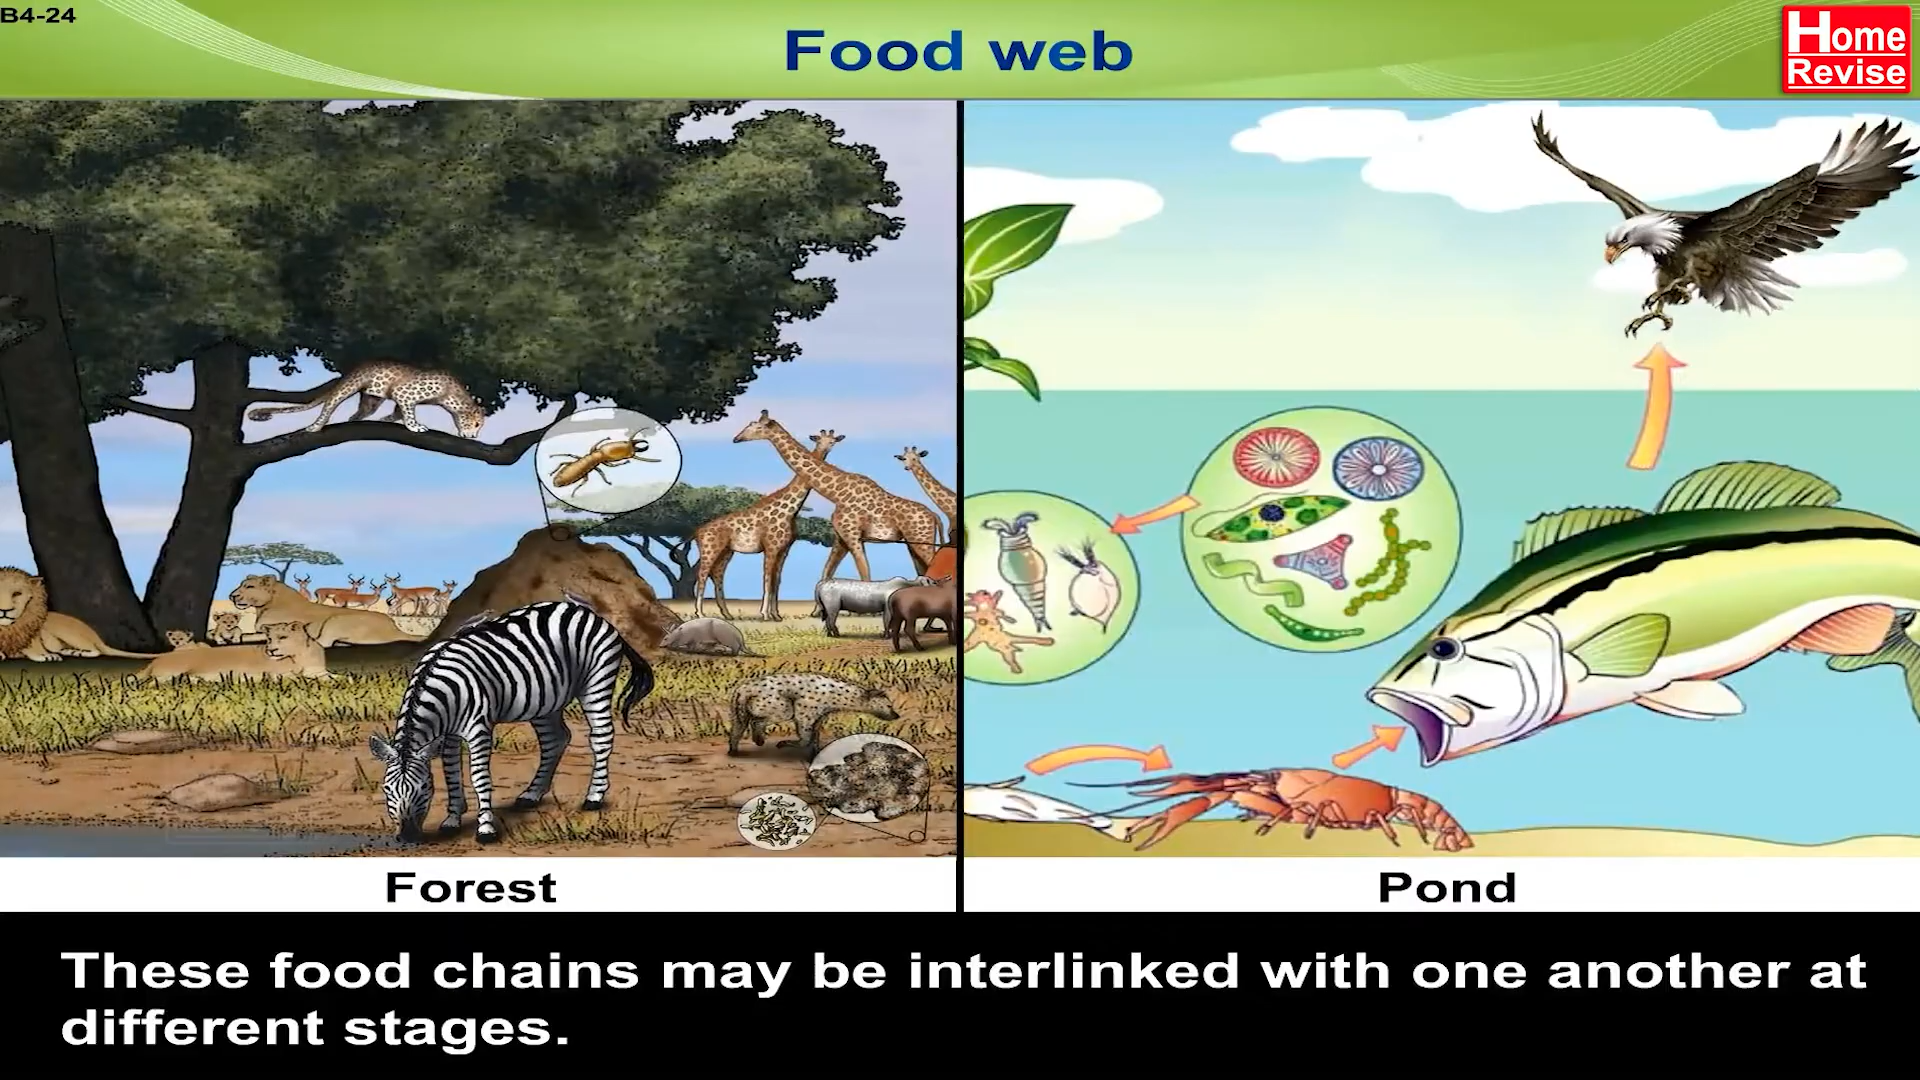 B4-24
Food web
Home
Revise
Forest
Pond
These food chains may be interlinked with one another at
different stages.